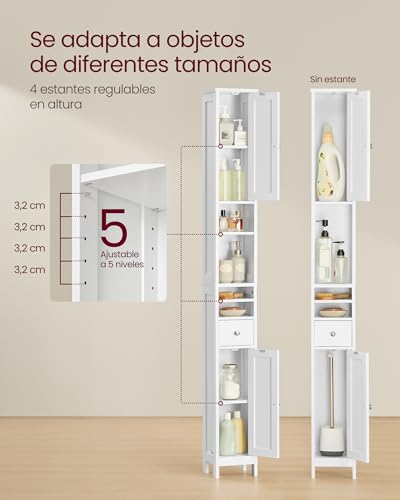 Se adapta a objetos
de diferentes tamaños
4 estantes regulables
en altura
Sin estante
3,2 cm
3,2 cm
3,2 cm
3,2 cm
5
Ajustable
a 5 niveles